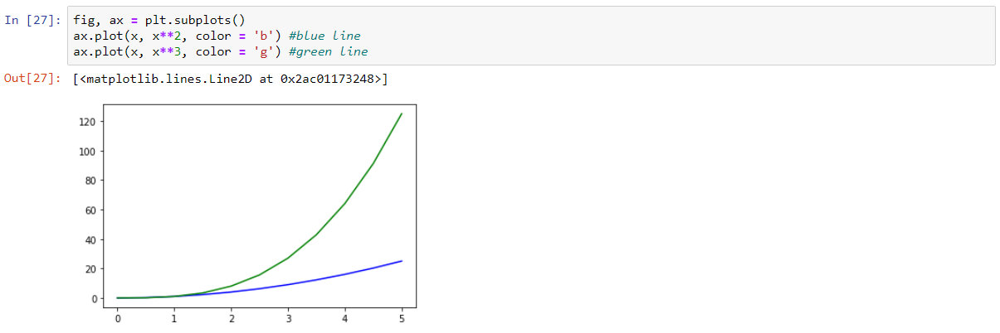 In [27]: fig, ax = plt.subplots()
ax.plot(x, x**2, color = 'b') #blue line
ax.plot(x, x**3, color = 'g') #green line
Out[27]: [<matplotlib.lines.Line2D at 0x2ac01173248>]
120
100
80
60
40
20
0
0 1 2 3 4 5